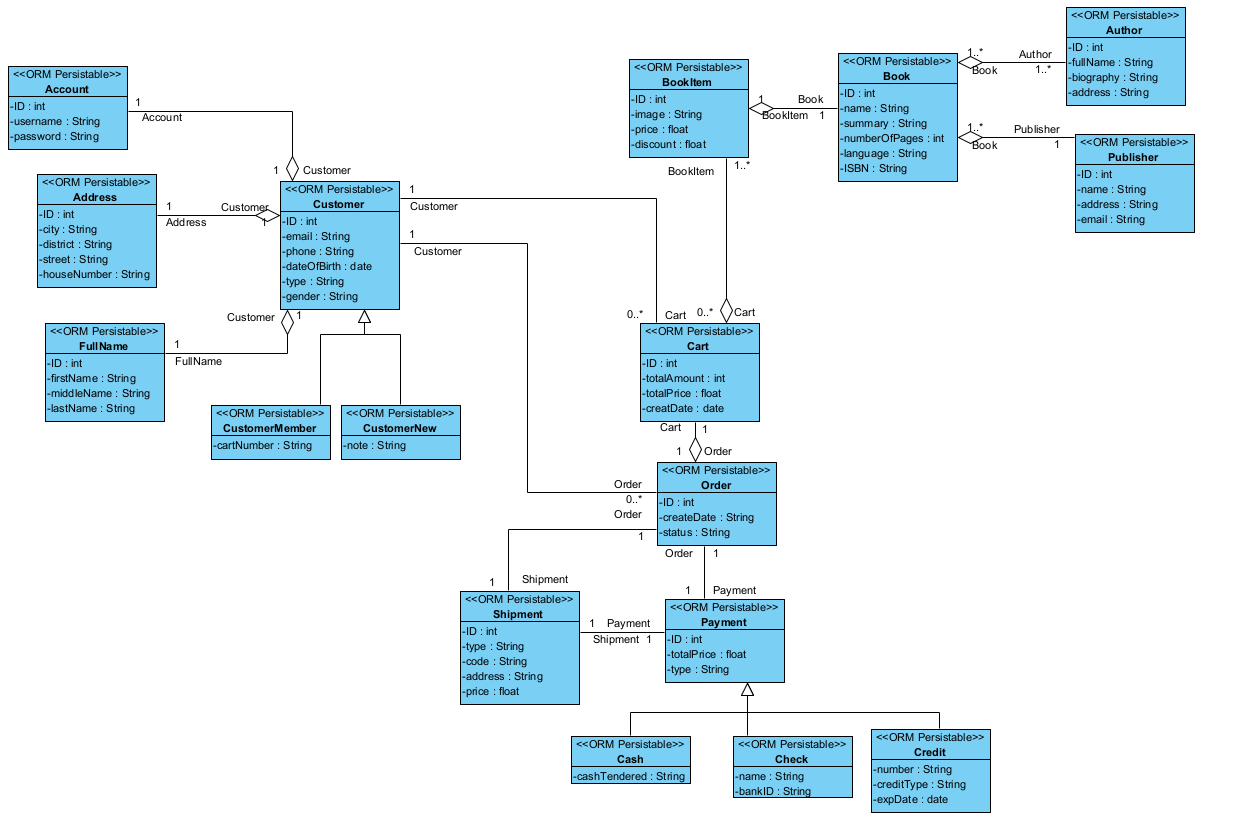 <<ORM Persistable>>
Account
-ID : int
-username : String
-password : String
1
Account
1
Customer
<<ORM Persistable>>
Address
-ID : int
-city : String
-district : String
-street : String
-houseNumber : String
1
Address
Customer
1
<<ORM Persistable>>
FullName
-ID : int
-firstName : String
-middleName : String
-lastName : String
1
FullName
Customer
1
<<ORM Persistable>>
Customer
-ID : int
-email : String
-phone : String
-dateOfBirth : date
-type : String
-gender : String
<<ORM Persistable>>
CustomerMember
-cartNumber : String
<<ORM Persistable>>
CustomerNew
-note : String
1
Customer
0..*
Cart
1
Customer
Order
0..*
<<ORM Persistable>>
BookItem
-ID : int
-image : String
-price : float
-discount : float
1
BookItem
Book
1
BookItem
1..*
0..*
Cart
<<ORM Persistable>>
Book
-ID : int
-name : String
-summary : String
-numberOfPages : int
-language : String
-ISBN : String
1..*
Book
Author
1..*
<<ORM Persistable>>
Author
-ID : int
-fullName : String
-biography : String
-address : String
1..*
Book
Publisher
1
<<ORM Persistable>>
Publisher
-ID : int
-name : String
-address : String
-email : String
<<ORM Persistable>>
Cart
-ID : int
-totalAmount : int
-totalPrice : float
-creatDate : date
Cart
1
1
Order
<<ORM Persistable>>
Order
-ID : int
-createDate : String
-status : String
Order
1
1
Shipment
Order
1
1
Payment
<<ORM Persistable>>
Shipment
-ID : int
-type : String
-code : String
-address : String
-price : float
1
Payment
Shipment
1
<<ORM Persistable>>
Payment
-ID : int
-totalPrice : float
-type : String
<<ORM Persistable>>
Cash
-cashTendered : String
<<ORM Persistable>>
Check
-name : String
-bankID : String
<<ORM Persistable>>
Credit
-number : String
-creditType : String
-expDate : date